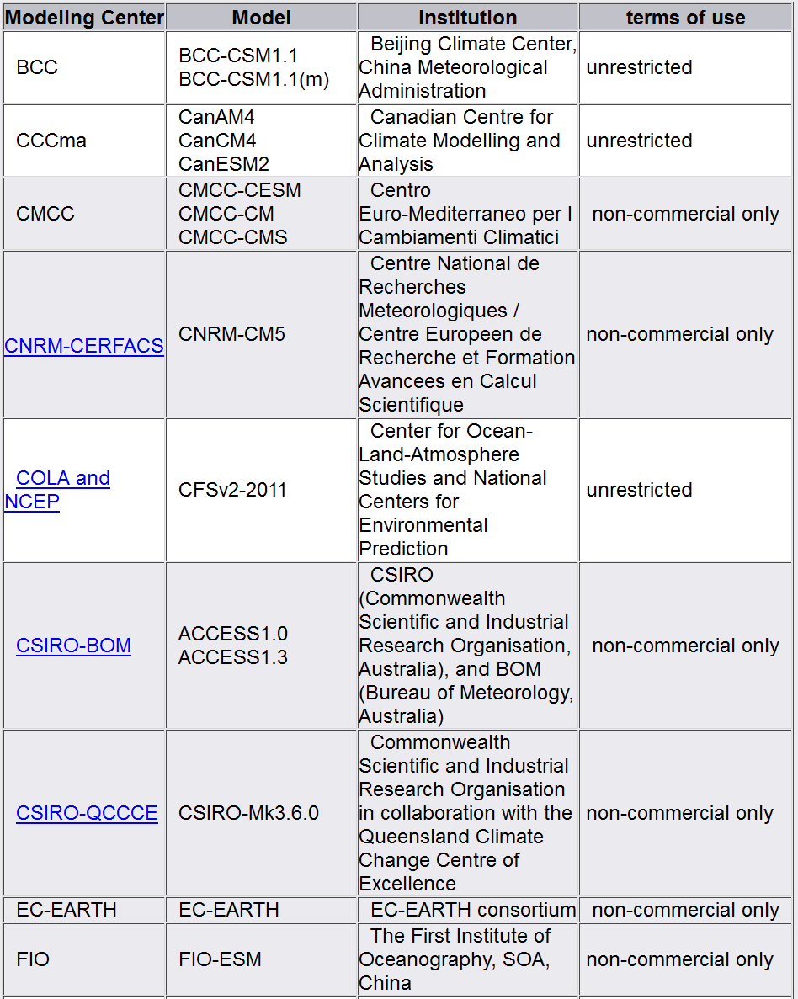 Modeling Center Model Institution terms of use
BCC
BCC-CSM1.1
BCC-CSM1.1(m)
Beijing Climate Center,
China Meteorological
Administration
unrestricted
CCCma
CanAM4
CanCM4
CanESM2
Canadian Centre for
Climate Modelling and
Analysis
unrestricted
CMCC
CMCC-CESM
CMCC-CM
CMCC-CMS
Centro
Euro-Mediterraneo per I
Cambiamenti Climatici
non-commercial only
CNRM-CERFACS
CNRM-CM5
Centre National de
Recherches
Meteorologiques /
Centre Europeen de
Recherche et Formation
Avancees en Calcul
Scientifique
non-commercial only
COLA and
NCEP
CFSv2-2011
Center for Ocean-
Land-Atmosphere
Studies and National
Centers for
Environmental
Prediction
unrestricted
CSIRO-BOM
ACCESS1.0
ACCESS1.3
CSIRO
(Commonwealth
Scientific and Industrial
Research Organisation,
Australia), and BOM
(Bureau of Meteorology,
Australia)
non-commercial only
CSIRO-QCCCE
CSIRO-Mk3.6.0
Commonwealth
Scientific and Industrial
Research Organisation
in collaboration with the
Queensland Climate
Change Centre of
Excellence
non-commercial only
EC-EARTH
EC-EARTH
EC-EARTH consortium
non-commercial only
FIO
FIO-ESM
The First Institute of
Oceanography, SOA,
China
non-commercial only